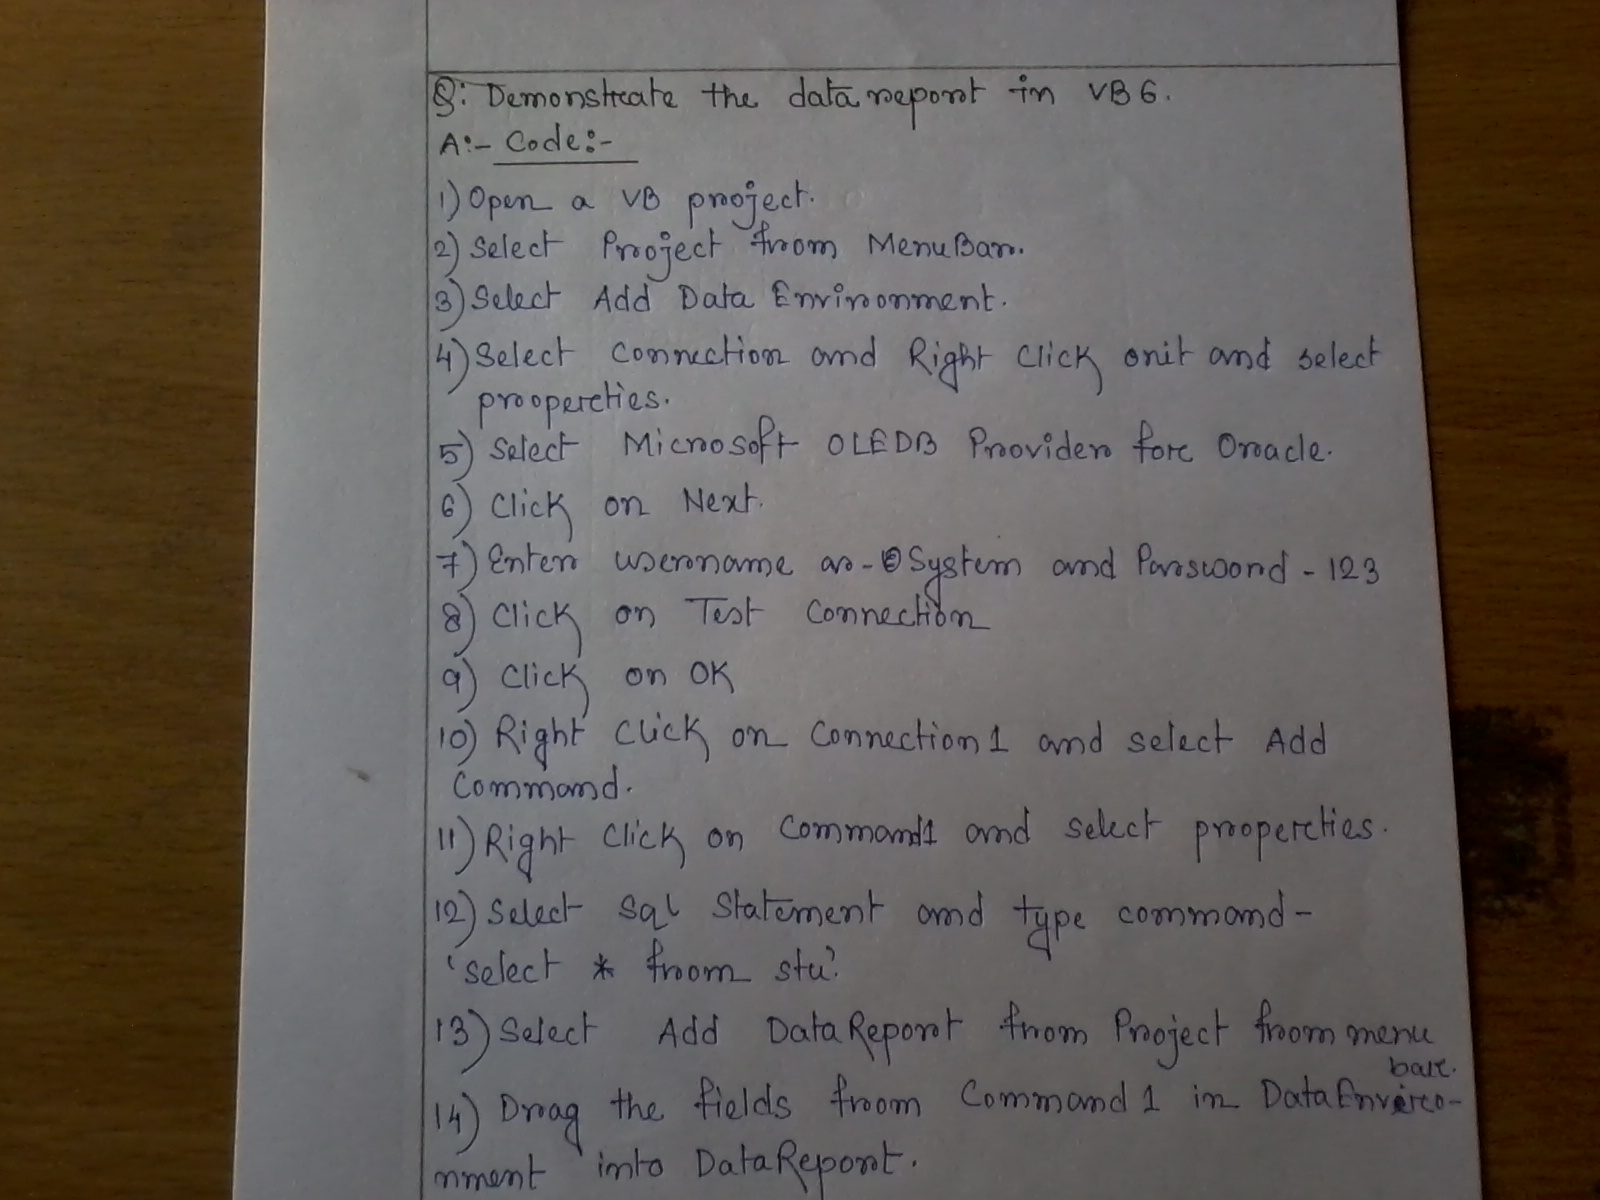 Q: Demonstrate the data report in VB 6.
A:- Code:-
1) Open a VB project.
2) Select Project from MenuBar.
3) Select Add Data Environment.
4) Select Connection and Right Click onit and select
properties.
5) Select Microsoft OLEDB Provider for Oracle.
6) Click on Next.
7) Enter username as - System and Password - 123
8) Click on Test Connection
9) Click on OK
10) Right Click on Connection1 and select Add
Command.
11) Right Click on Command1 and select properties.
12) Select Sql Statement and type command -
'select * from stu'.
13) Select Add DataReport from Project from menu
bar.
14) Drag the fields from Command1 in DataEnviro-
nment into DataReport.